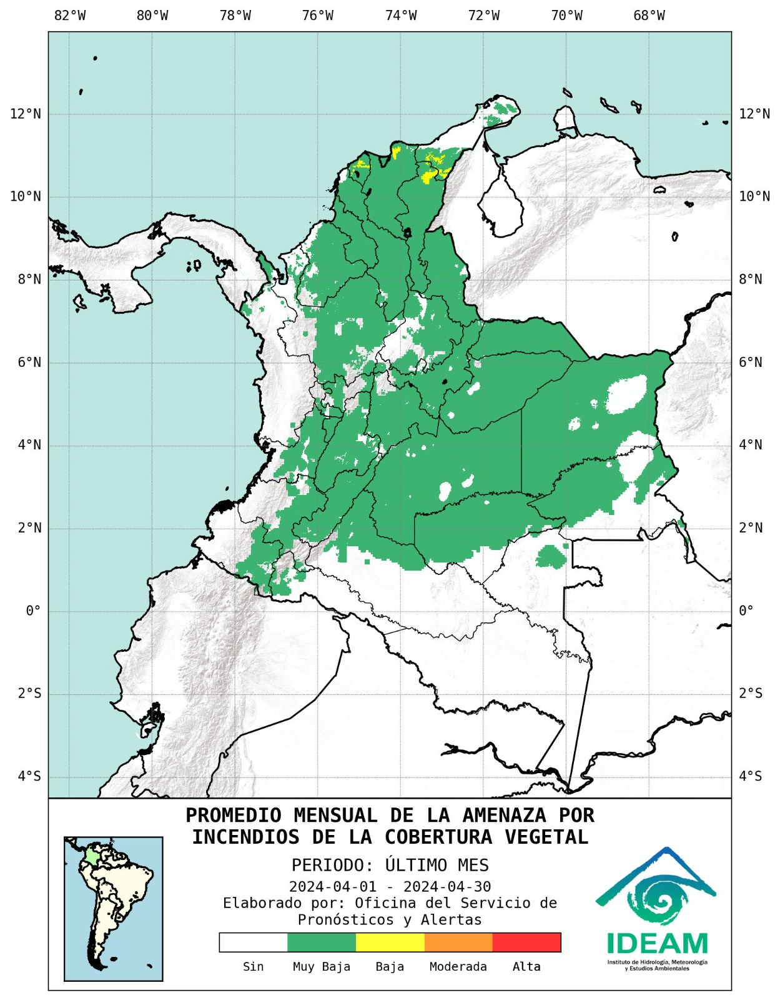 82°W 80°W 78°W 76°W 74°W 72°W 70°W 68°W
12°N 12°N
10°N 10°N
8°N 8°N
6°N 6°N
4°N 4°N
2°N 2°N
0° 0°
2°S 2°S
4°S 4°S
PROMEDIO MENSUAL DE LA AMENAZA POR
INCENDIOS DE LA COBERTURA VEGETAL
PERIODO: ÚLTIMO MES
2024-04-01 - 2024-04-30
Elaborado por: Oficina del Servicio de
Pronósticos y Alertas
Sin Muy Baja Baja Moderada Alta
IDEAM
Instituto de Hidrología, Meteorología
y Estudios Ambientales